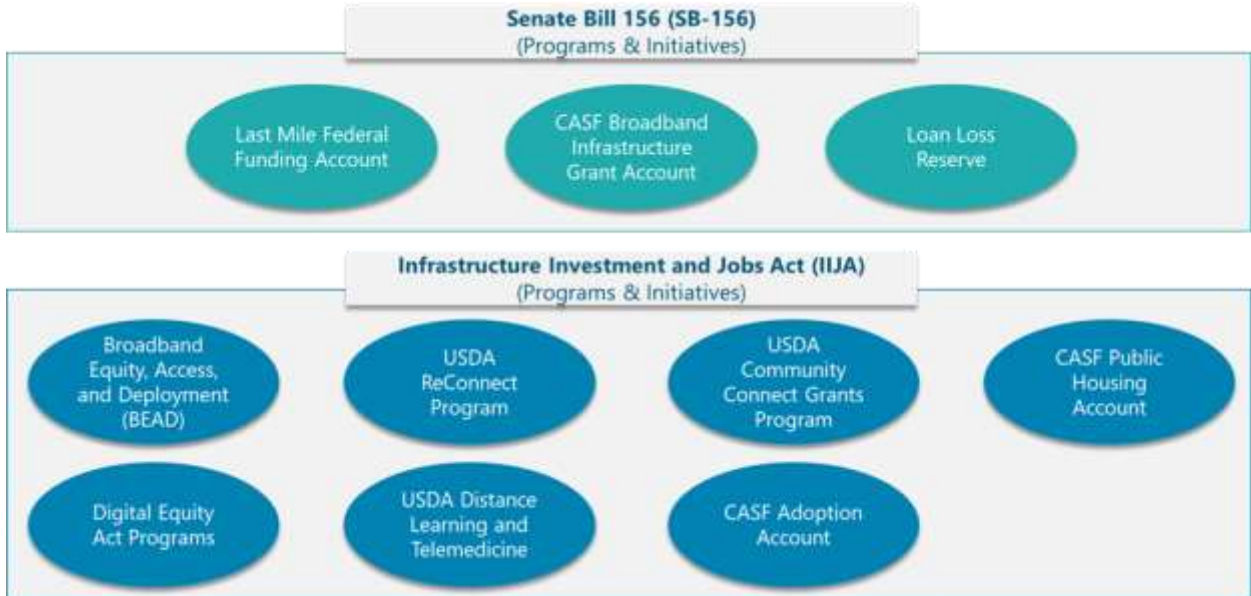 Senate Bill 156 (SB-156)
(Programs & Initiatives)
Last Mile Federal
Funding Account
CASF Broadband
Infrastructure
Grant Account
Loan Loss
Reserve
Infrastructure Investment and Jobs Act (IIJA)
(Programs & Initiatives)
Broadband
Equity, Access,
and Deployment
(BEAD)
USDA
ReConnect
Program
USDA
Community
Connect Grants
Program
CASF Public
Housing
Account
Digital Equity
Act Programs
USDA Distance
Learning and
Telemedicine
CASF Adoption
Account